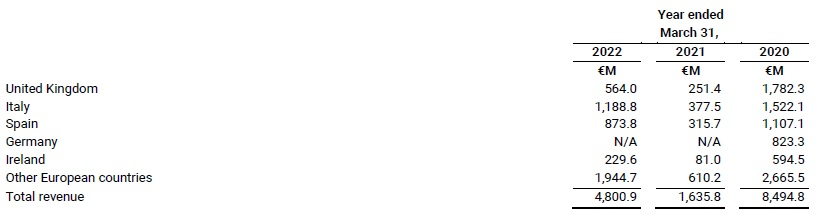 Year ended
March 31,
2022 2021 2020
€M €M €M
United Kingdom 564.0 251.4 1,782.3
Italy 1,188.8 377.5 1,522.1
Spain 873.8 315.7 1,107.1
Germany N/A N/A 823.3
Ireland 229.6 81.0 594.5
Other European countries 1,944.7 610.2 2,665.5
Total revenue 4,800.9 1,635.8 8,494.8